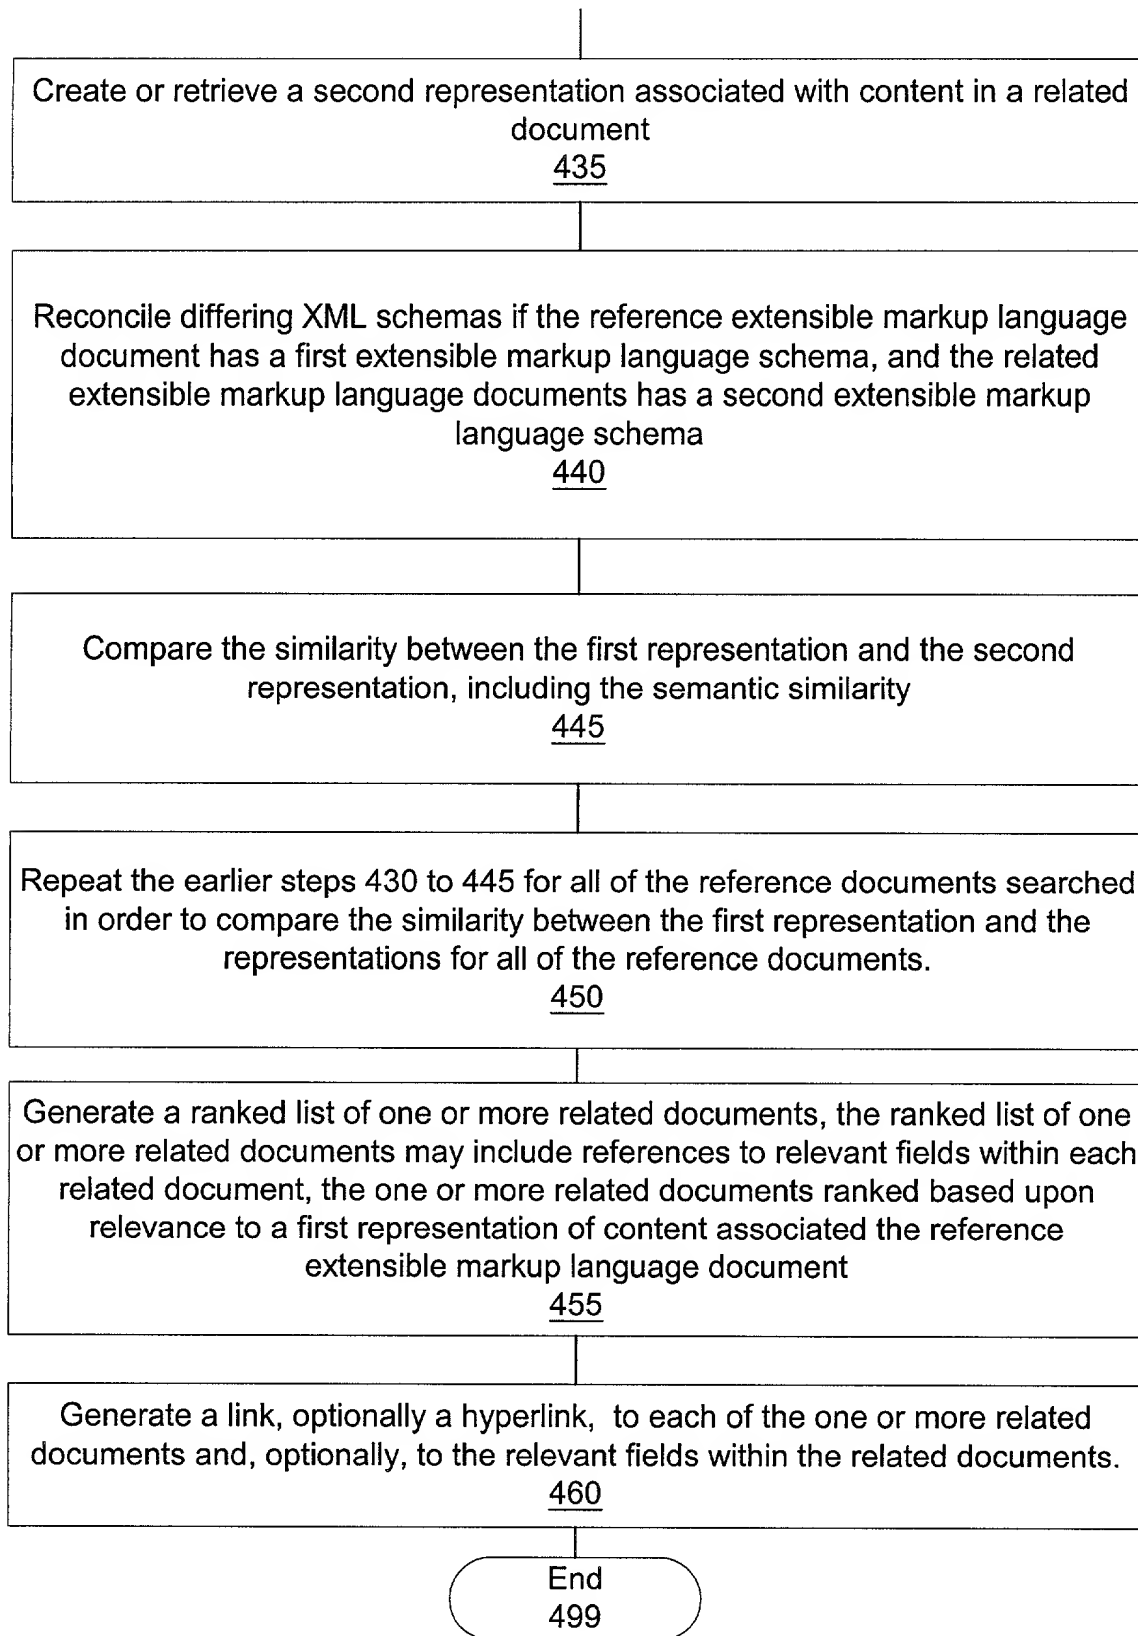 Create or retrieve a second representation associated with content in a related
document
435
Reconcile differing XML schemas if the reference extensible markup language
document has a first extensible markup language schema, and the related
extensible markup language documents has a second extensible markup
language schema
440
Compare the similarity between the first representation and the second
representation, including the semantic similarity
445
Repeat the earlier steps 430 to 445 for all of the reference documents searched
in order to compare the similarity between the first representation and the
representations for all of the reference documents.
450
Generate a ranked list of one or more related documents, the ranked list of one
or more related documents may include references to relevant fields within each
related document, the one or more related documents ranked based upon
relevance to a first representation of content associated the reference
extensible markup language document
455
Generate a link, optionally a hyperlink, to each of the one or more related
documents and, optionally, to the relevant fields within the related documents.
460
End
499